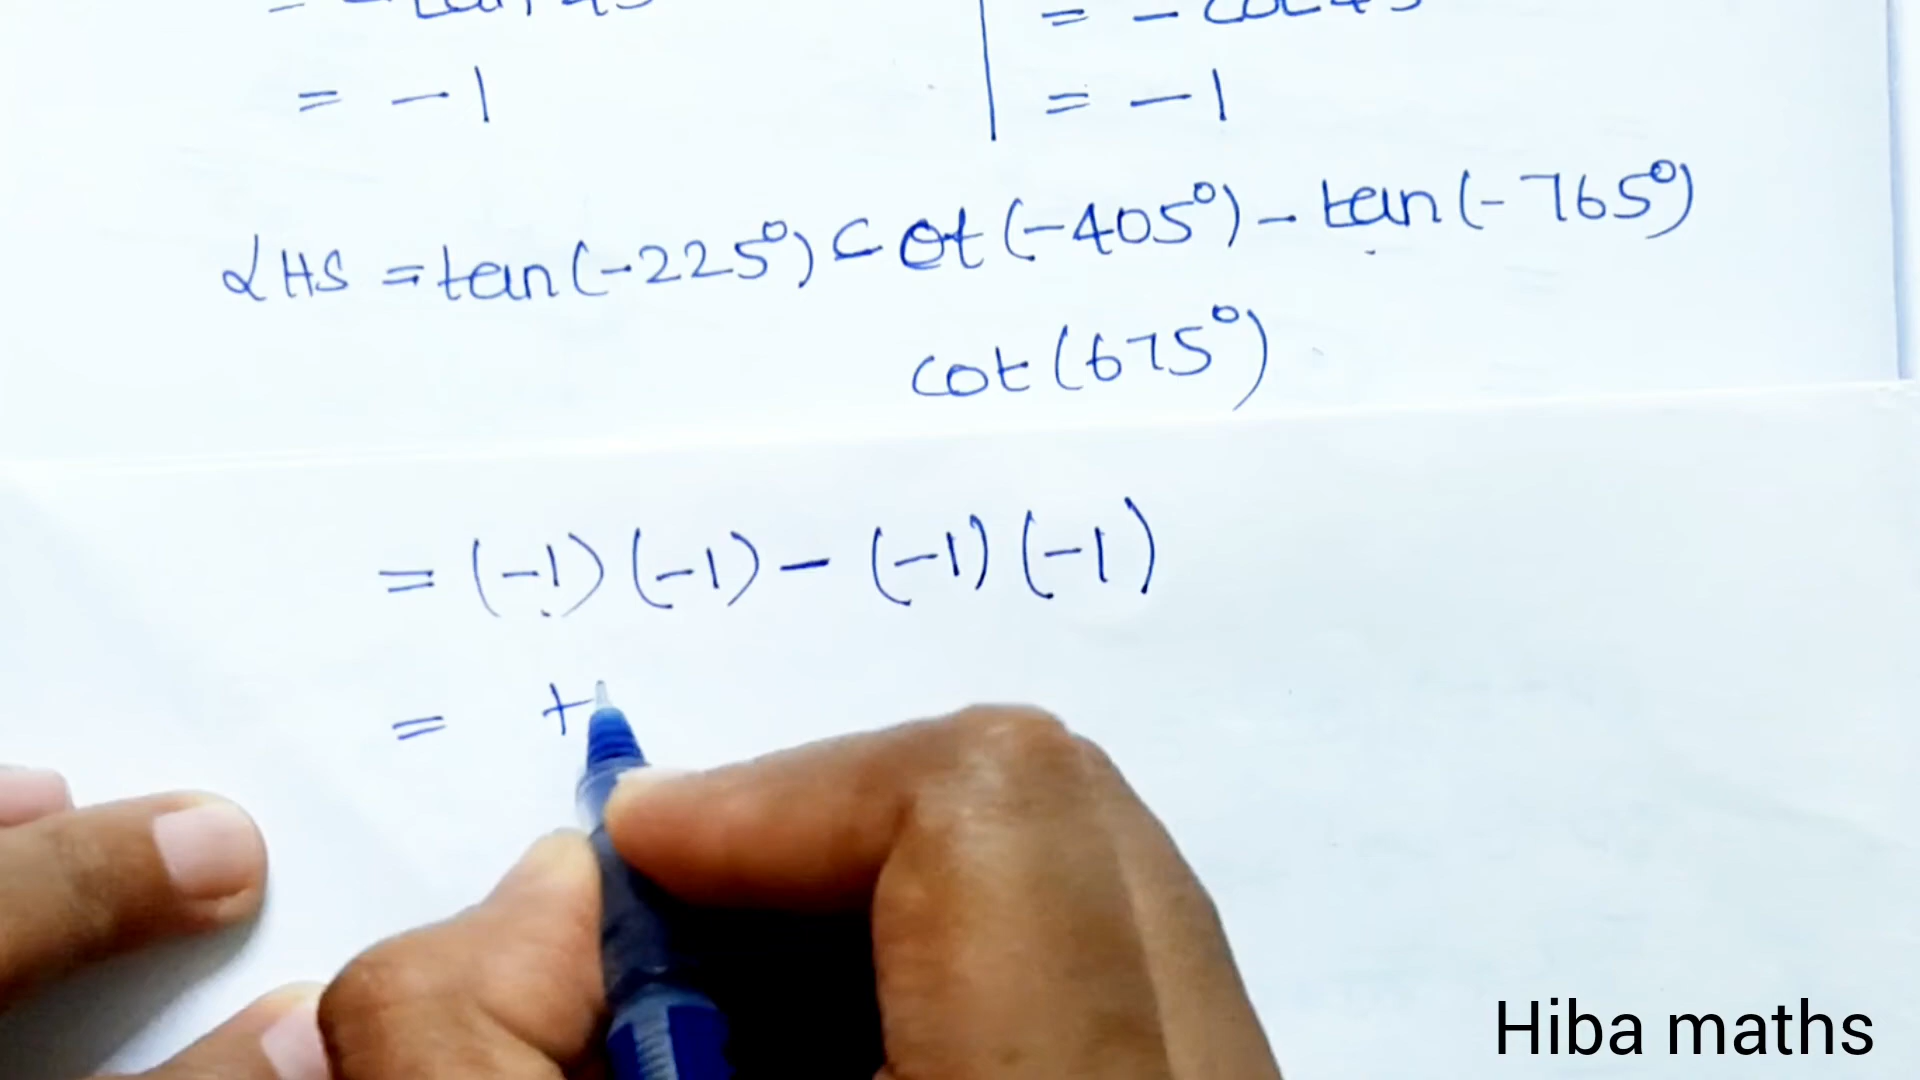 = - 1 = - 1
LHS = tan(-225°) cot(-405°) - tan(-765°)
cot(675°)
= (-1)(-1) - (-1)(-1)
= +
Hiba maths